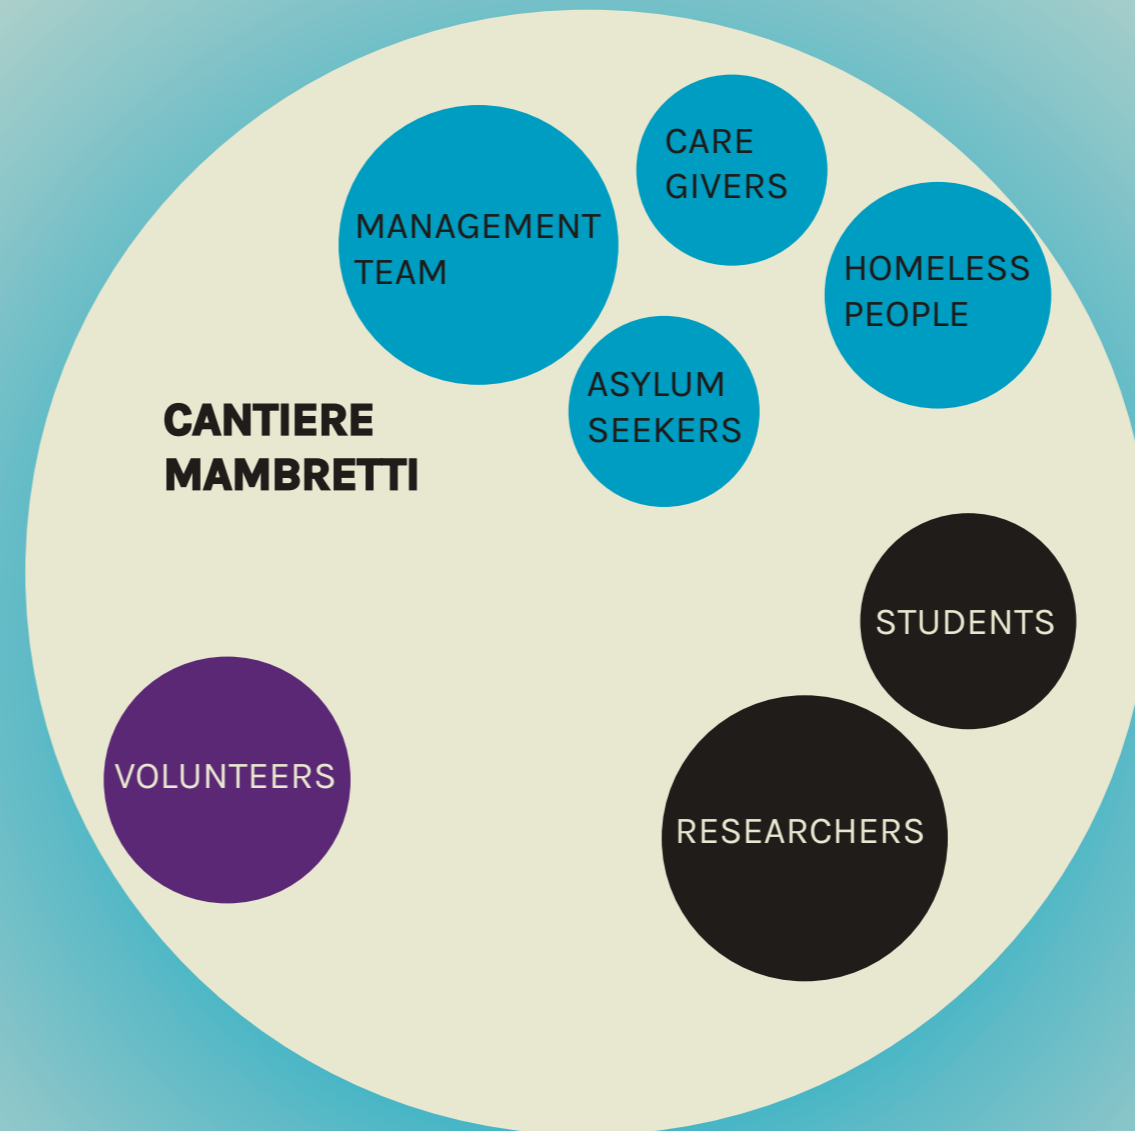 CARE
GIVERS
MANAGEMENT
TEAM
HOMELESS
PEOPLE
ASYLUM
SEEKERS
CANTIERE
MAMBRETTI
STUDENTS
VOLUNTEERS
RESEARCHERS